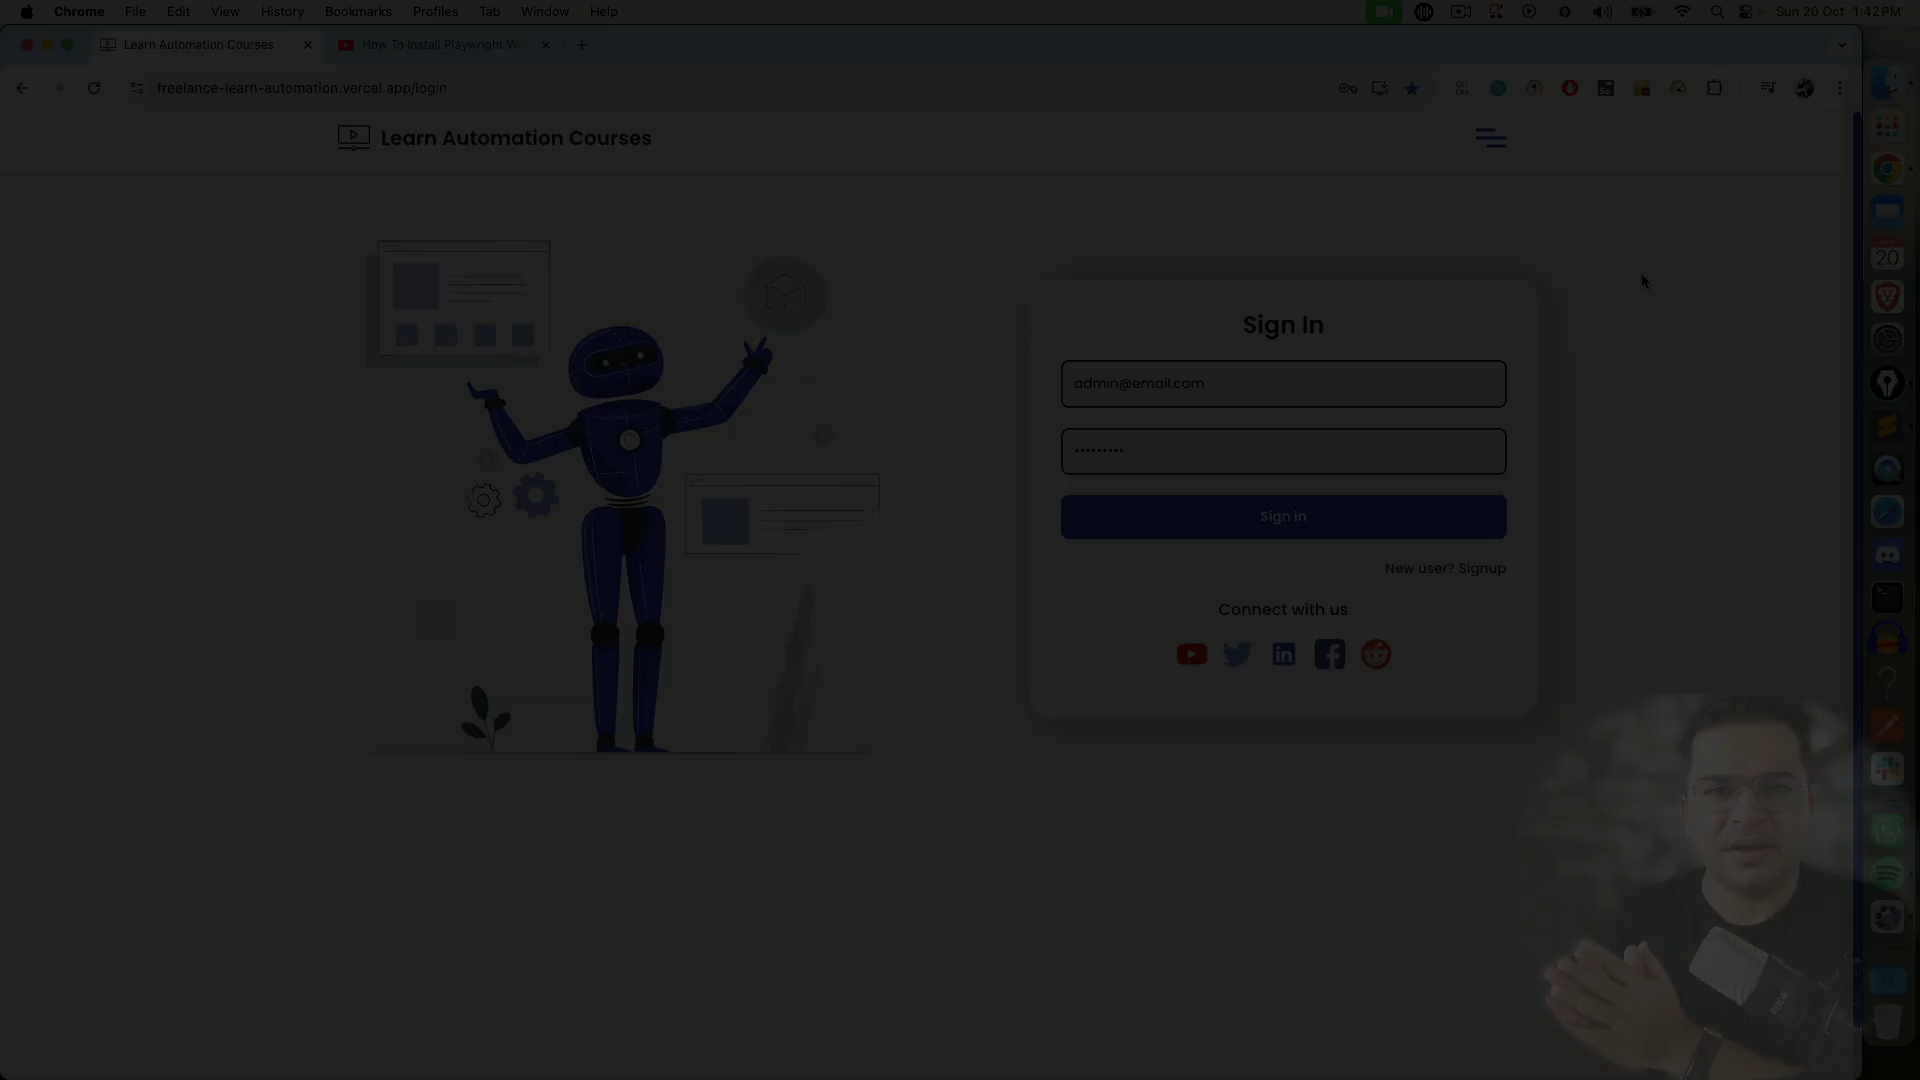 Chrome File Edit View History Bookmarks Profiles Tab Window Help
Sun 20 Oct 1:42 PM
Learn Automation Courses
How To Install Playwright W
freelance-learn-automation.vercel.app/login
Learn Automation Courses
Sign In
admin@email.com
•••••••••
Sign in
New user? Signup
Connect with us
20
RODE